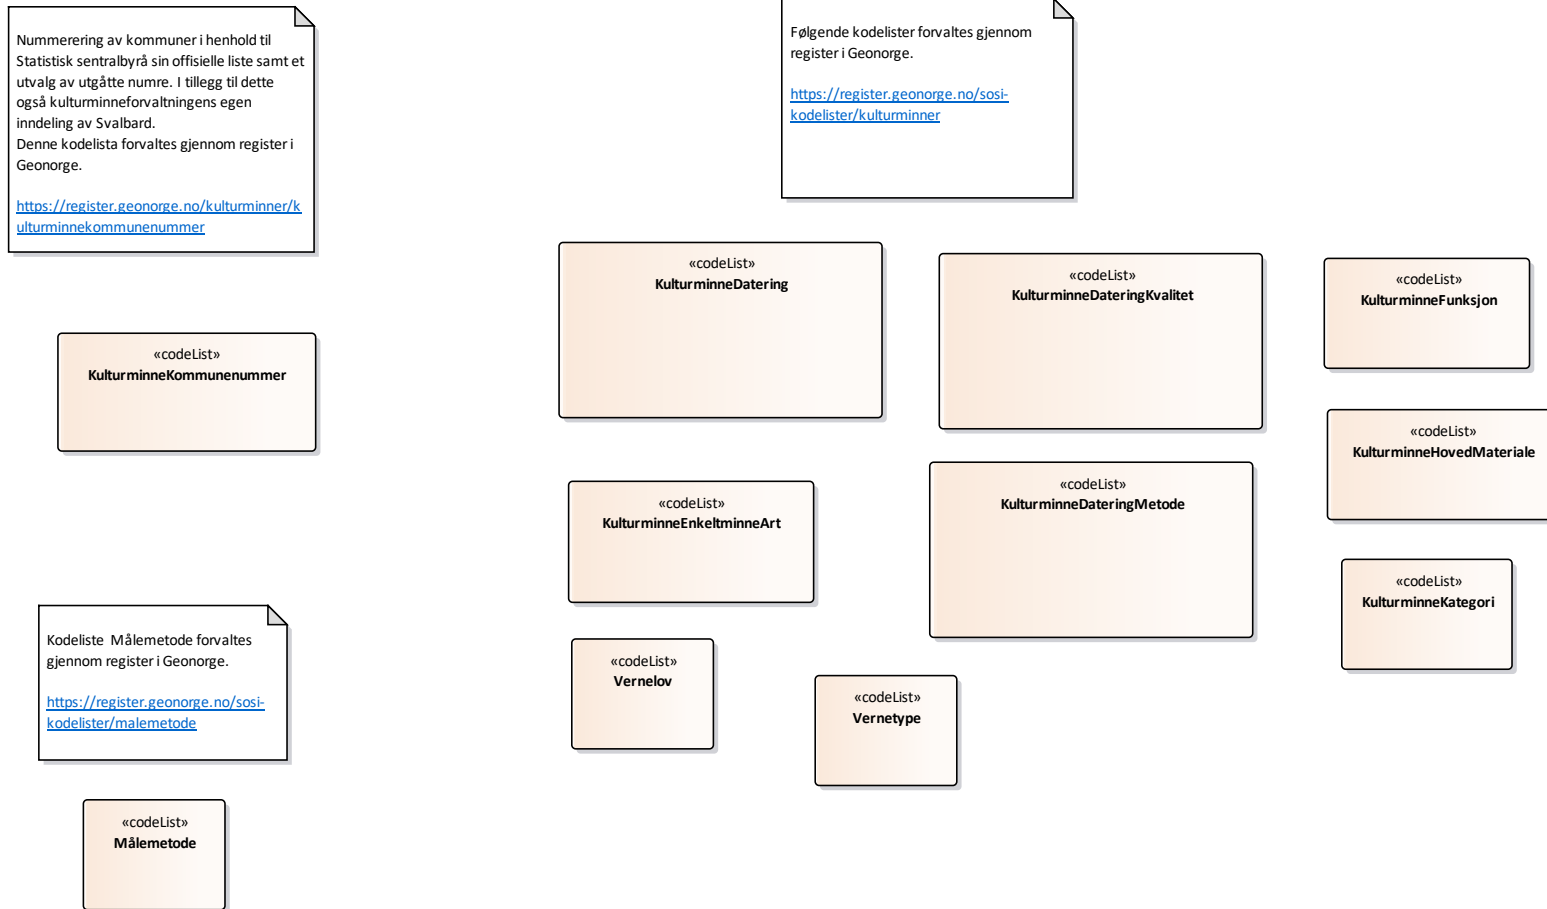 Nummerering av kommuner i henhold til
Statistisk sentralbyrå sin offisielle liste samt et
utvalg av utgåtte numre. I tillegg til dette
også kulturminneforvaltningens egen
inndeling av Svalbard.
Denne kodelista forvaltes gjennom register i
Geonorge.
https://register.geonorge.no/kulturminner/k
ulturminnekommunenummer
«codeList»
KulturminneKommunenummer
Kodeliste Målemetode forvaltes
gjennom register i Geonorge.
https://register.geonorge.no/sosi-
kodelister/malemetode
«codeList»
Målemetode
Følgende kodelister forvaltes gjennom
register i Geonorge.
https://register.geonorge.no/sosi-
kodelister/kulturminner
«codeList»
KulturminneDatering
«codeList»
KulturminneDateringKvalitet
«codeList»
KulturminneFunksjon
«codeList»
KulturminneHovedMateriale
«codeList»
KulturminneEnkeltminneArt
«codeList»
KulturminneDateringMetode
«codeList»
KulturminneKategori
«codeList»
Vernelov
«codeList»
Vernetype